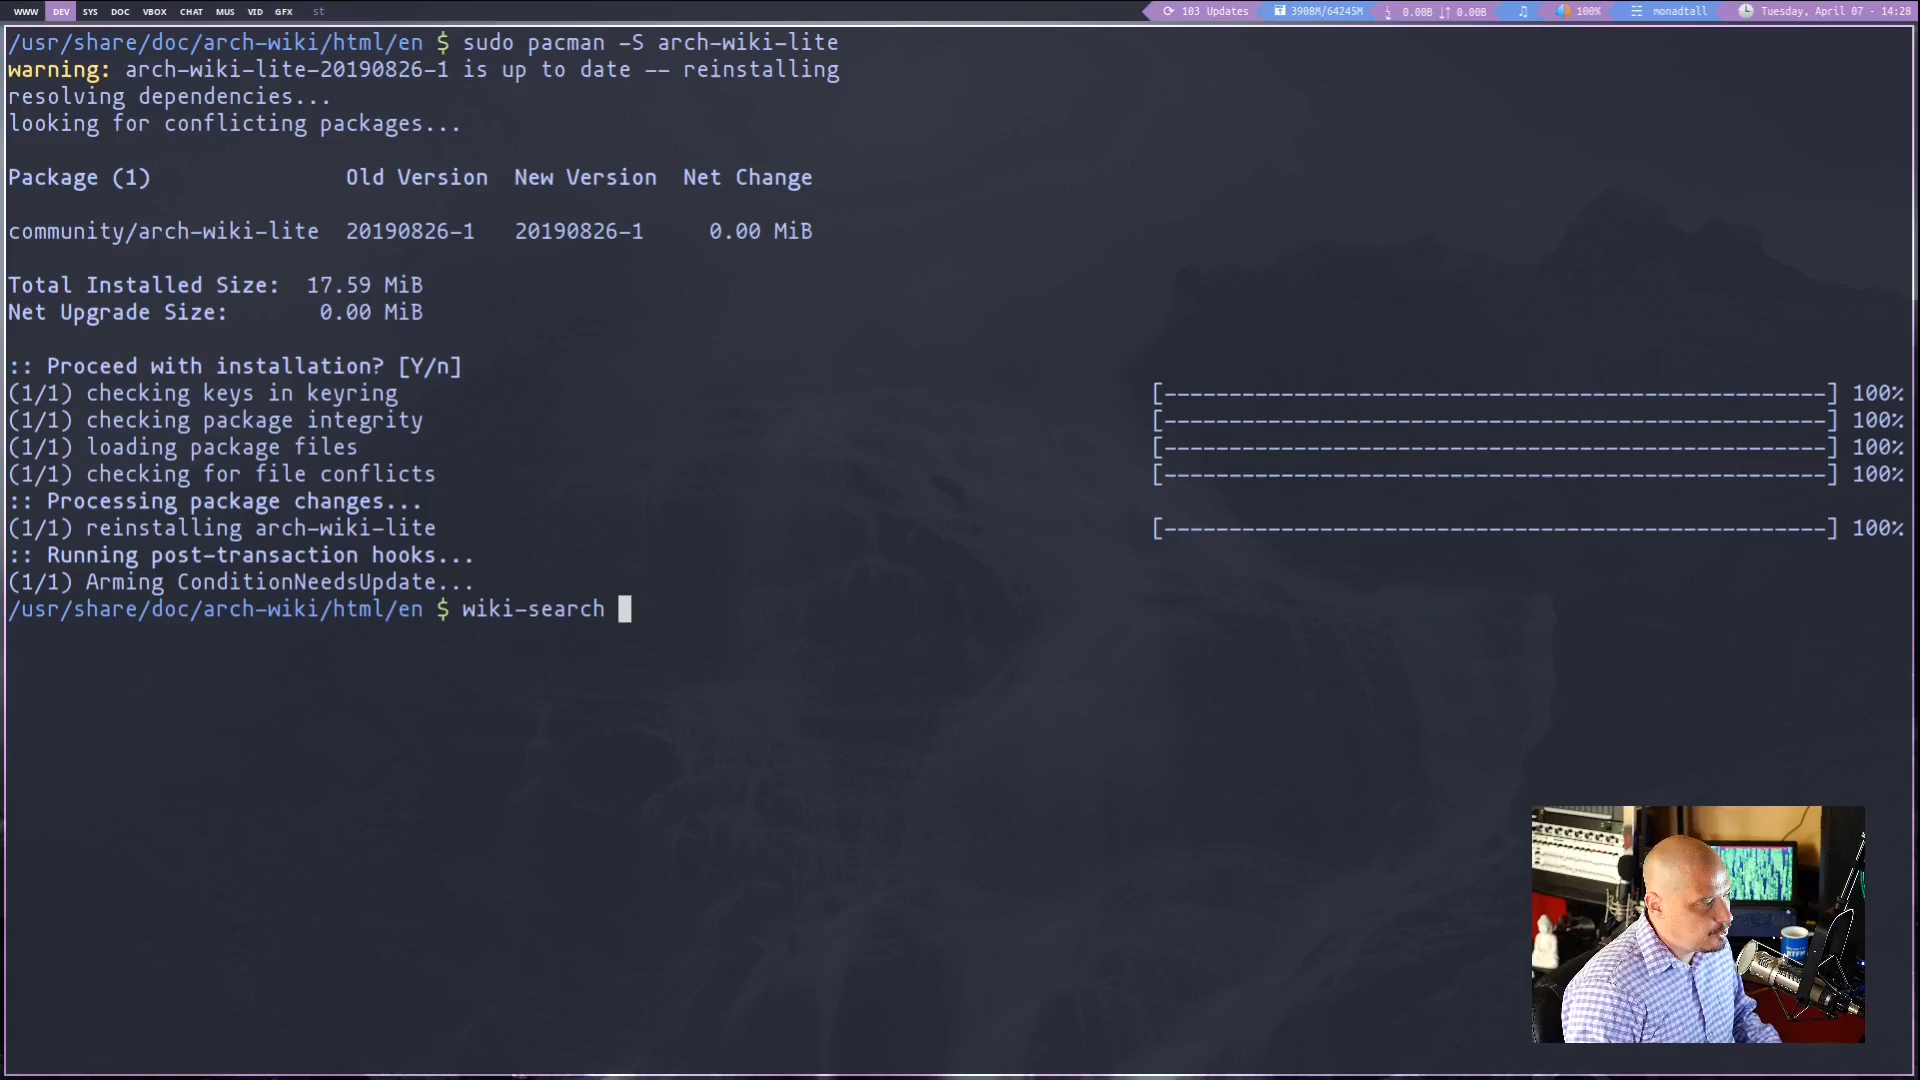 WWW DEV SYS DOC VBOX CHAT MUS VID GFX st 103 Updates 3908M/64245M 0.00B ↓↑ 0.00B 100% monadtall Tuesday, April 07 - 14:28
/usr/share/doc/arch-wiki/html/en $ sudo pacman -S arch-wiki-lite
warning: arch-wiki-lite-20190826-1 is up to date -- reinstalling
resolving dependencies...
looking for conflicting packages...
Package (1) Old Version New Version Net Change
community/arch-wiki-lite 20190826-1 20190826-1 0.00 MiB
Total Installed Size: 17.59 MiB
Net Upgrade Size: 0.00 MiB
:: Proceed with installation? [Y/n]
(1/1) checking keys in keyring [----------------------------------------------------] 100%
(1/1) checking package integrity [----------------------------------------------------] 100%
(1/1) loading package files [----------------------------------------------------] 100%
(1/1) checking for file conflicts [----------------------------------------------------] 100%
:: Processing package changes...
(1/1) reinstalling arch-wiki-lite [----------------------------------------------------] 100%
:: Running post-transaction hooks...
(1/1) Arming ConditionNeedsUpdate...
/usr/share/doc/arch-wiki/html/en $ wiki-search